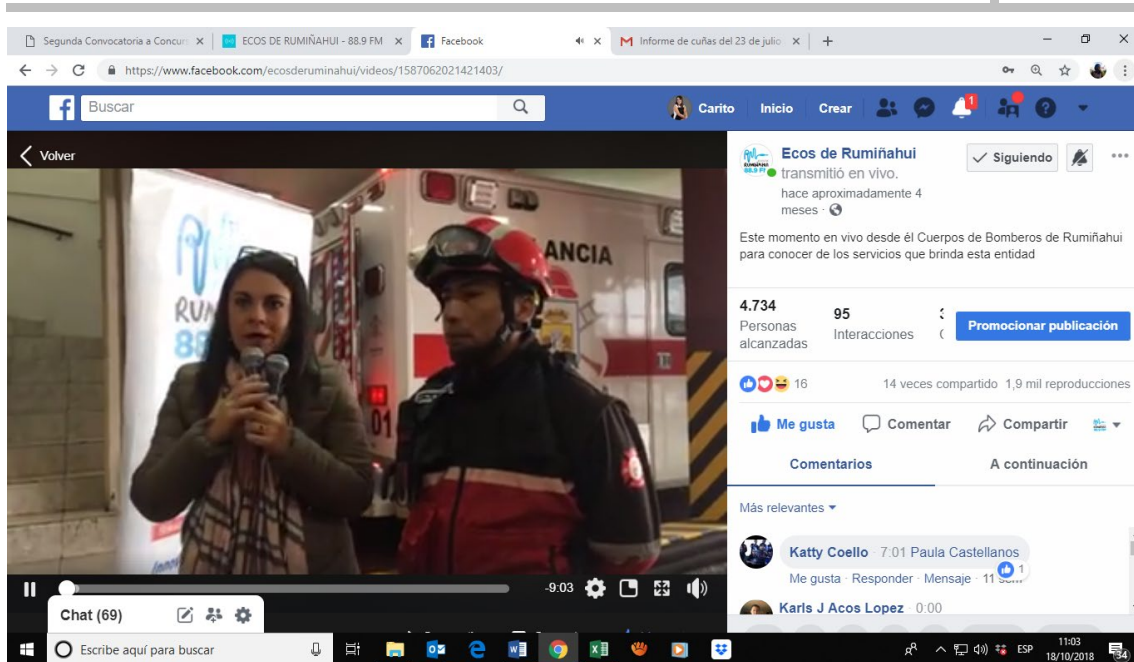 Segunda Convocatoria a Concur
ECOS DE RUMIÑAHUI - 88.9 FM
Facebook
Informe de cuñas del 23 de julio
https://www.facebook.com/ecosderuminahui/videos/1587062021421403/
Buscar
Carito
Inicio
Crear
1
Volver
ANCIA
RUM
88
01
Ecos de Rumiñahui
transmitió en vivo.
hace aproximadamente 4
meses ·
Siguiendo
Este momento en vivo desde él Cuerpos de Bomberos de Rumiñahui
para conocer de los servicios que brinda esta entidad
4.734
Personas
alcanzadas
95
Interacciones
Promocionar publicación
16
14 veces compartido 1,9 mil reproducciones
Me gusta
Comentar
Compartir
Comentarios
A continuación
Más relevantes
Katty Coello · 7:01 Paula Castellanos
1
Me gusta · Responder · Mensaje · 11
Karls J Acos Lopez · 0:00
-9:03
Chat (69)
Escribe aquí para buscar
ESP
11:03
18/10/2018
34